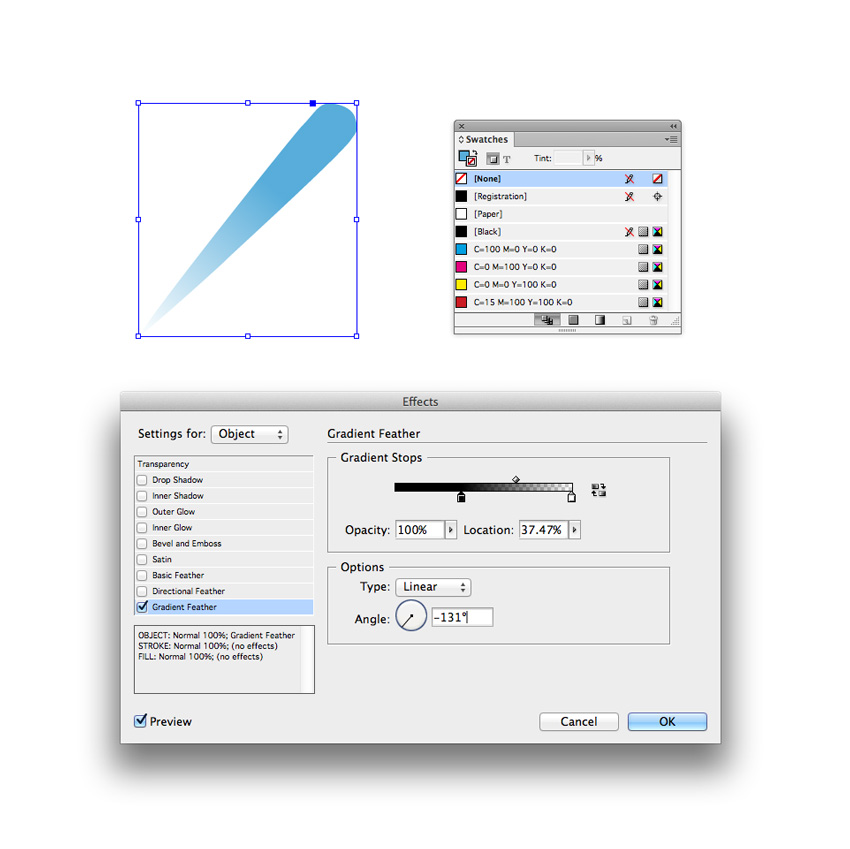 Swatches
Tint: %
[None]
[Registration]
[Paper]
[Black]
C=100 M=0 Y=0 K=0
C=0 M=100 Y=0 K=0
C=0 M=0 Y=100 K=0
C=15 M=100 Y=100 K=0
Effects
Settings for: Object
Gradient Feather
Transparency
Drop Shadow
Inner Shadow
Outer Glow
Inner Glow
Bevel and Emboss
Satin
Basic Feather
Directional Feather
Gradient Feather
Gradient Stops
Opacity: 100% Location: 37.47%
Options
Type: Linear
Angle: -131°
OBJECT: Normal 100%; Gradient Feather
STROKE: Normal 100%; (no effects)
FILL: Normal 100%; (no effects)
Preview
Cancel OK